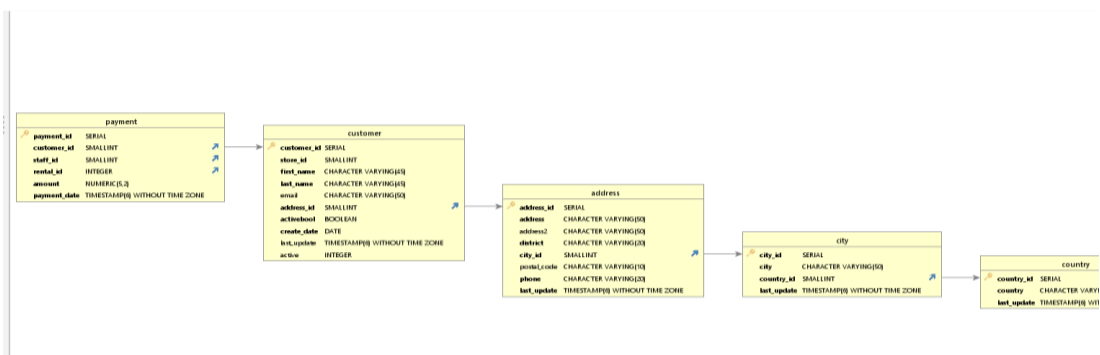 payment
payment_id SERIAL
customer_id SMALLINT
staff_id SMALLINT
rental_id INTEGER
amount NUMERIC(5,2)
payment_date TIMESTAMP(6) WITHOUT TIME ZONE
customer
customer_id SERIAL
store_id SMALLINT
first_name CHARACTER VARYING(45)
last_name CHARACTER VARYING(45)
email CHARACTER VARYING(50)
address_id SMALLINT
activebool BOOLEAN
create_date DATE
last_update TIMESTAMP(6) WITHOUT TIME ZONE
active INTEGER
address
address_id SERIAL
address CHARACTER VARYING(50)
address2 CHARACTER VARYING(50)
district CHARACTER VARYING(20)
city_id SMALLINT
postal_code CHARACTER VARYING(10)
phone CHARACTER VARYING(20)
last_update TIMESTAMP(6) WITHOUT TIME ZONE
city
city_id SERIAL
city CHARACTER VARYING(50)
country_id SMALLINT
last_update TIMESTAMP(6) WITHOUT TIME ZONE
country
country_id SERIAL
country CHARACTER VARY
last_update TIMESTAMP(6) WIT